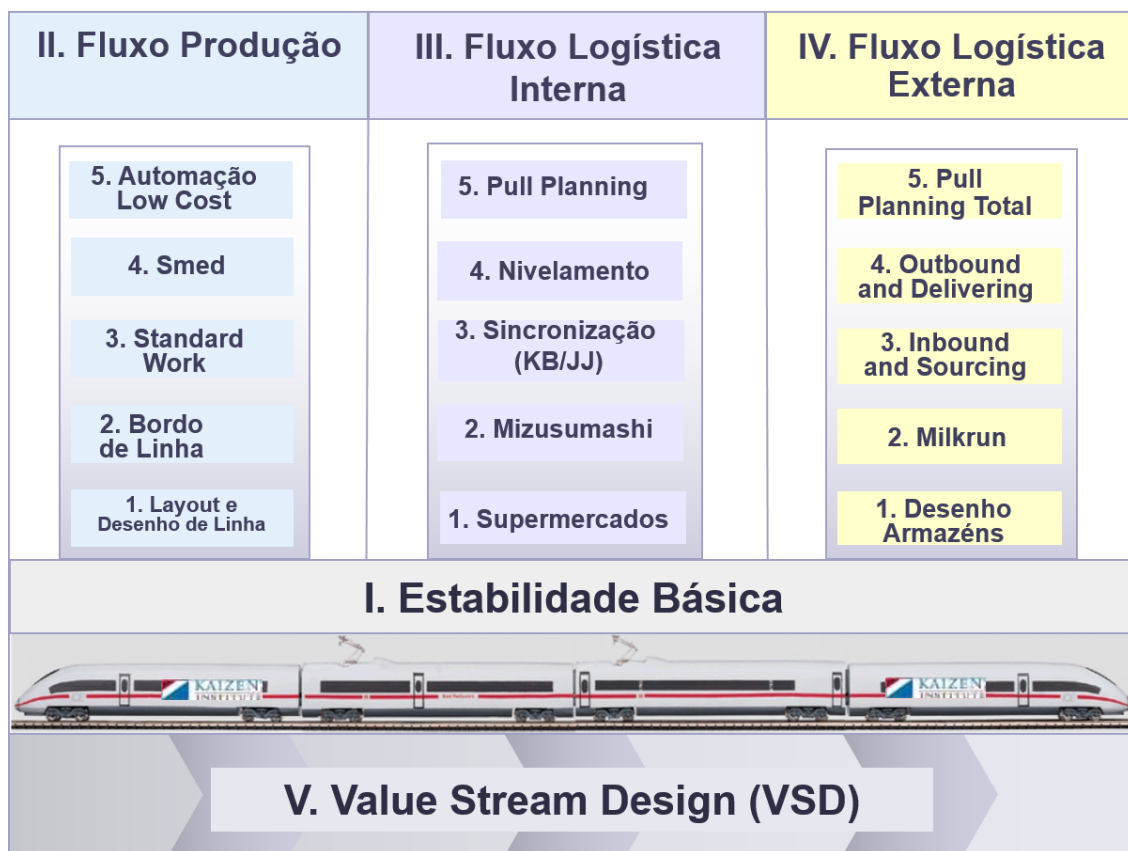 II. Fluxo Produção
III. Fluxo Logística
Interna
IV. Fluxo Logística
Externa
5. Automação
Low Cost
4. Smed
3. Standard
Work
2. Bordo
de Linha
1. Layout e
Desenho de Linha
5. Pull Planning
4. Nivelamento
3. Sincronização
(KB/JJ)
2. Mizusumashi
1. Supermercados
5. Pull
Planning Total
4. Outbound
and Delivering
3. Inbound
and Sourcing
2. Milkrun
1. Desenho
Armazéns
I. Estabilidade Básica
KAIZEN
INSTITUTE
KAIZEN
INSTITUTE
V. Value Stream Design (VSD)